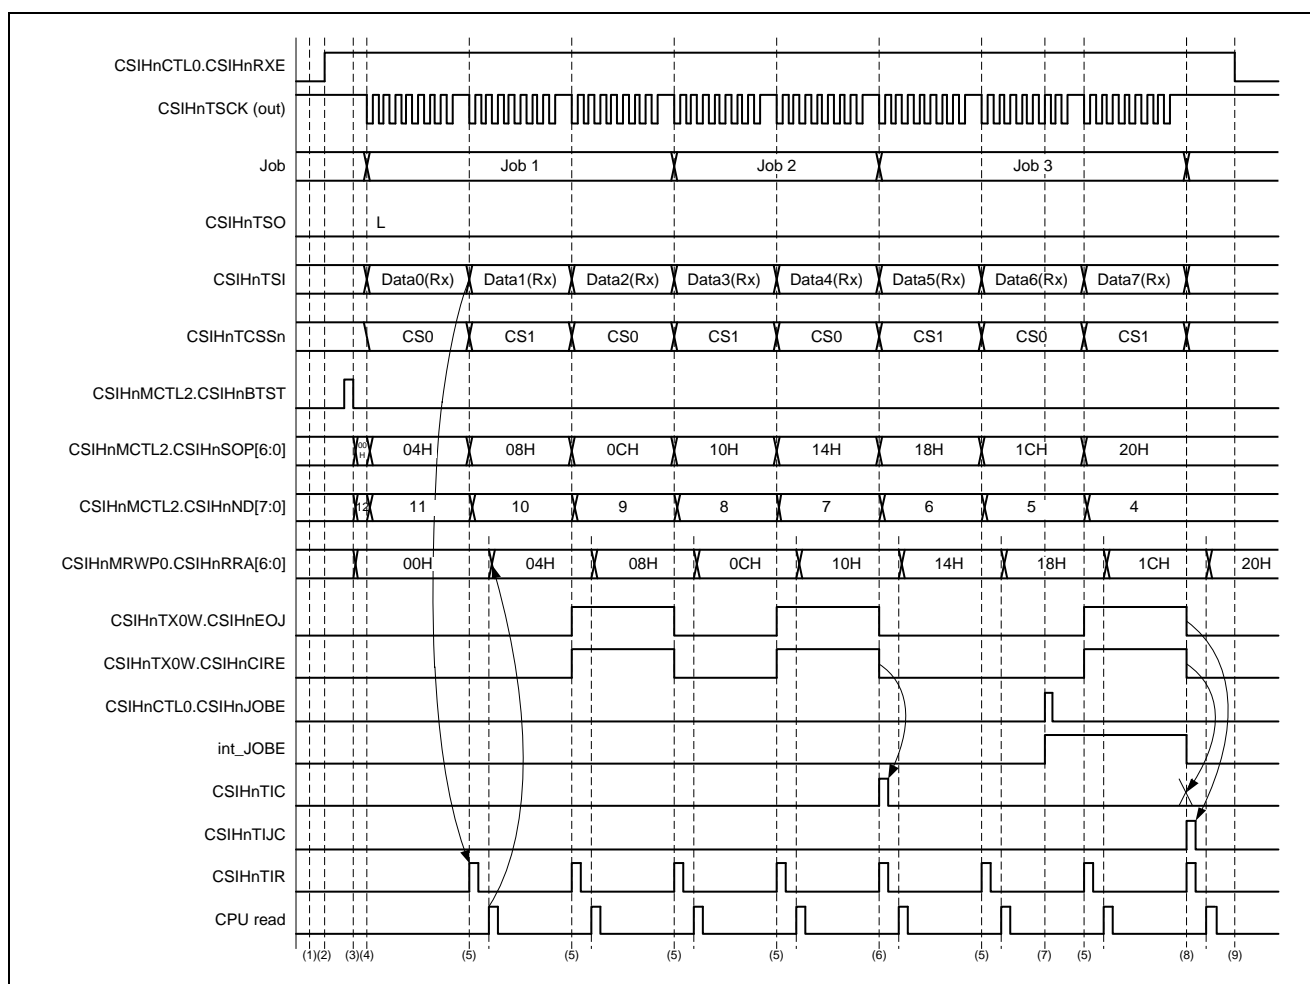 CSIHnCTL0.CSIHnRXE
CSIHnTSCK (out)
Job Job 1 Job 2 Job 3
CSIHnTSO L
CSIHnTSI Data0(Rx) Data1(Rx) Data2(Rx) Data3(Rx) Data4(Rx) Data5(Rx) Data6(Rx) Data7(Rx)
CSIHnTCSSn CS0 CS1 CS0 CS1 CS0 CS1 CS0 CS1
CSIHnMCTL2.CSIHnBTST
CSIHnMCTL2.CSIHnSOP[6:0] 00H 04H 08H 0CH 10H 14H 18H 1CH 20H
CSIHnMCTL2.CSIHnND[7:0] 12 11 10 9 8 7 6 5 4
CSIHnMRWP0.CSIHnRRA[6:0] 00H 04H 08H 0CH 10H 14H 18H 1CH 20H
CSIHnTX0W.CSIHnEOJ
CSIHnTX0W.CSIHnCIRE
CSIHnCTL0.CSIHnJOBE
int_JOBE
CSIHnTIC
CSIHnTIJC
CSIHnTIR
CPU read
(1)(2) (3)(4) (5) (5) (5) (5) (6) (5) (7) (5) (8) (9)